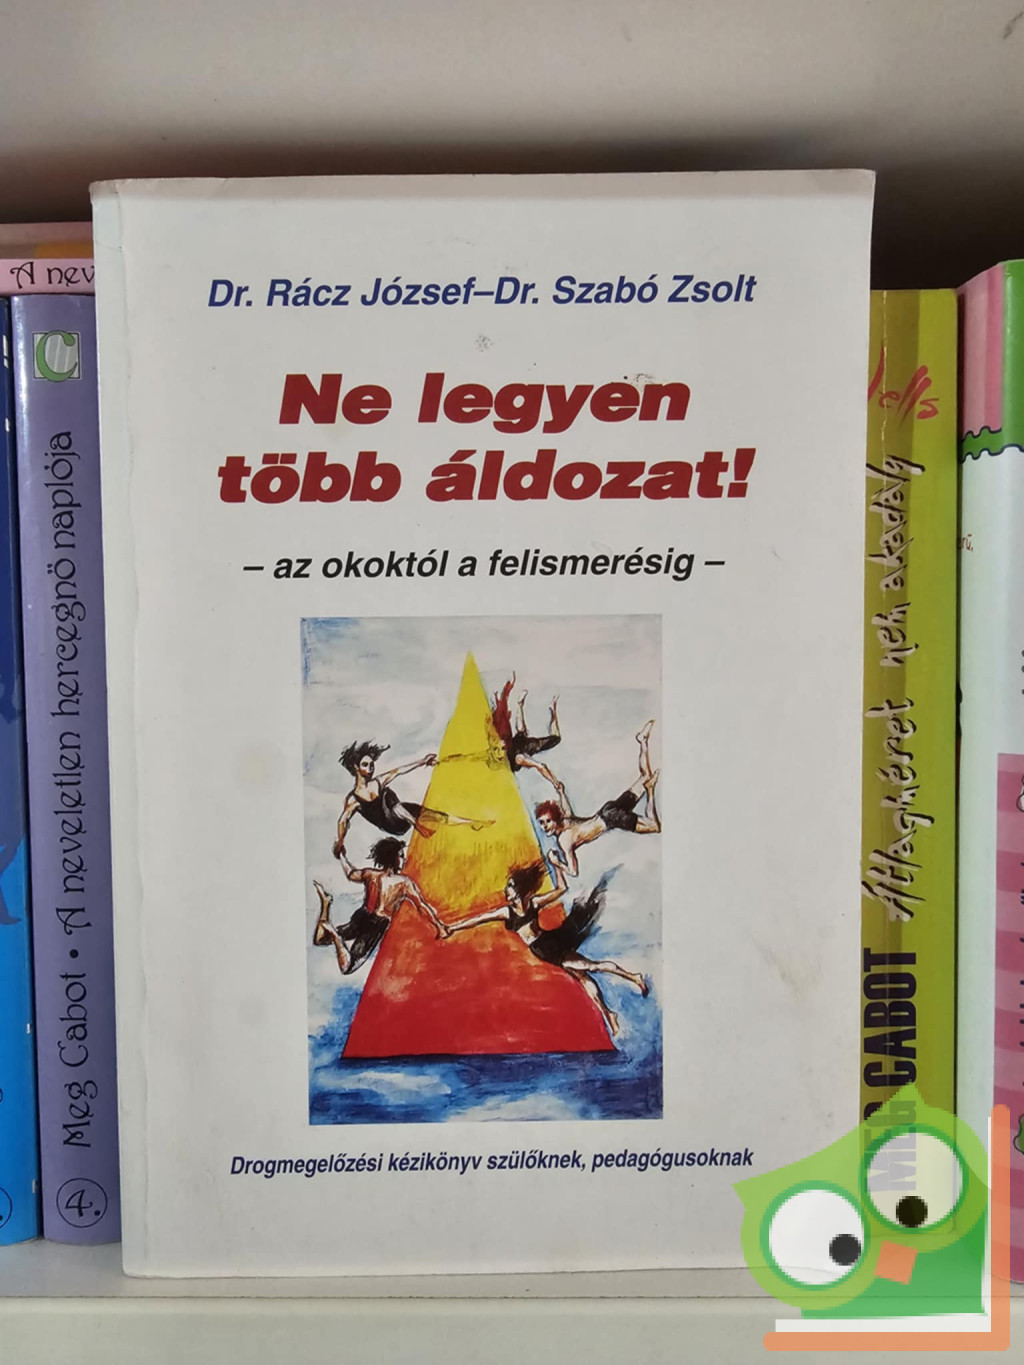 Dr. Rácz József–Dr. Szabó Zsolt
Ne legyen
több áldozat!
– az okoktól a felismerésig –
Drogmegelőzési kézikönyv szülőknek, pedagógusoknak
A nev
C
Meg Cabot • A neveletlen hercegnő naplója
4.
MEG CABOT Átlagméret nem akadály